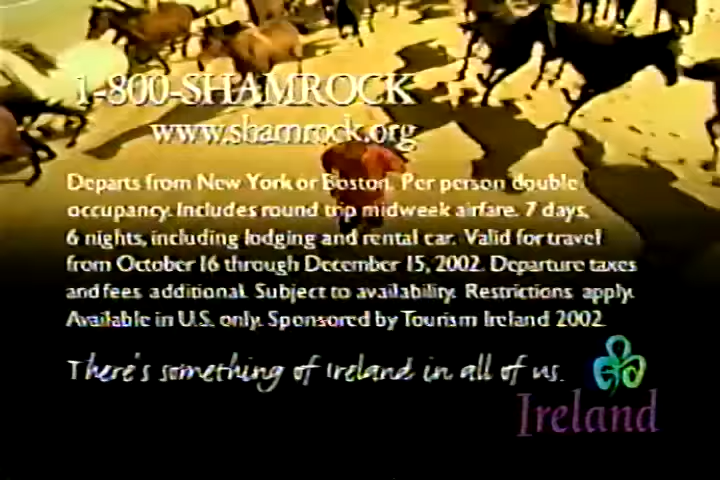 1-800-SHAMROCK
www.shamrock.org
Departs from New York or Boston. Per person double
occupancy. Includes round trip midweek airfare. 7 days,
6 nights, including lodging and rental car. Valid for travel
from October 16 through December 15, 2002. Departure taxes
and fees additional. Subject to availability. Restrictions apply.
Available in U.S. only. Sponsored by Tourism Ireland 2002.
There's something of Ireland in all of us.
Ireland